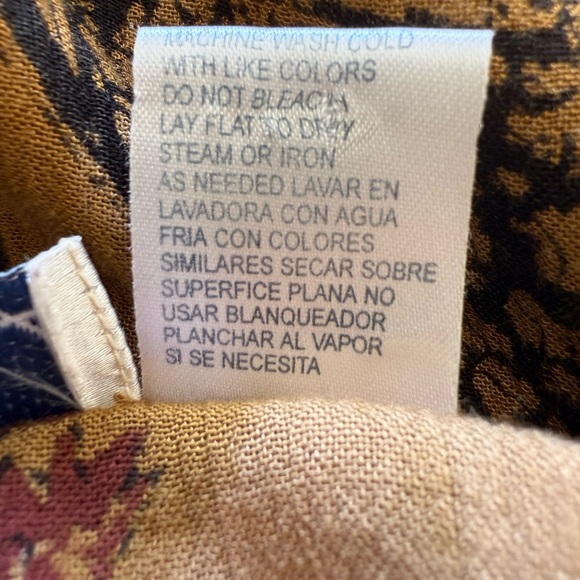 MACHINE WASH COLD
WITH LIKE COLORS
DO NOT BLEACH
LAY FLAT TO DRY
STEAM OR IRON
AS NEEDED LAVAR EN
LAVADORA CON AGUA
FRIA CON COLORES
SIMILARES SECAR SOBRE
SUPERFICE PLANA NO
USAR BLANQUEADOR
PLANCHAR AL VAPOR
SI SE NECESITA